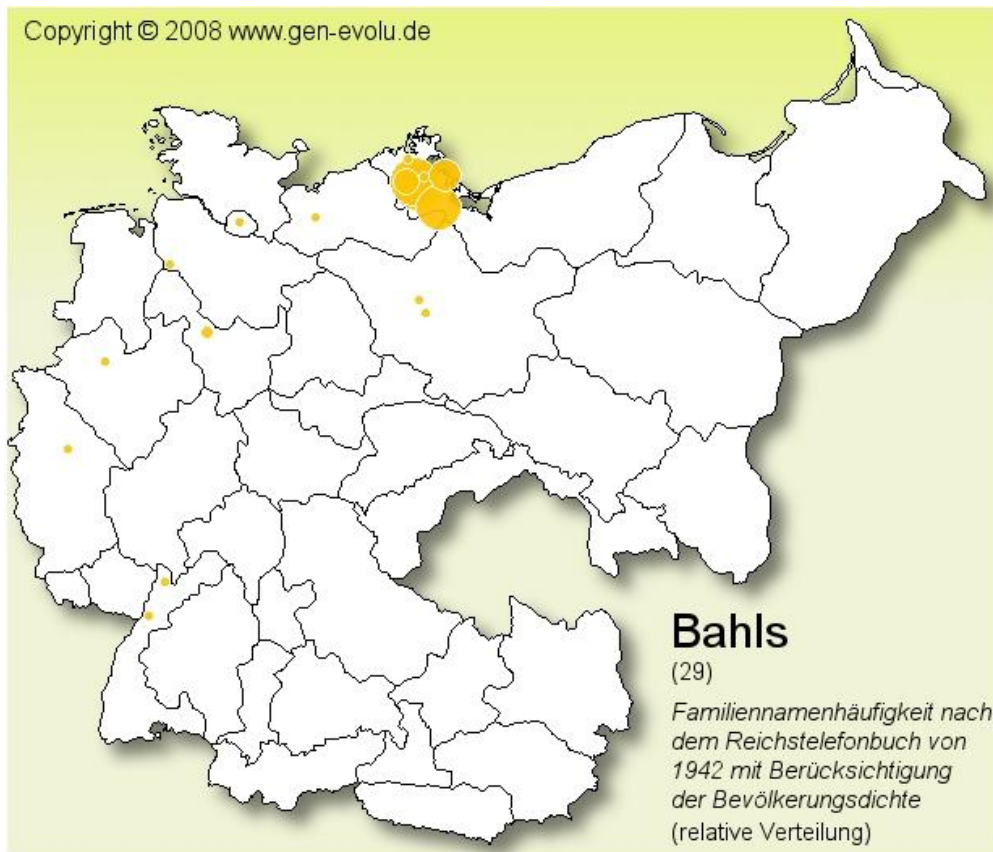 Copyright © 2008 www.gen-evolu.de
Bahls
(29)
Familiennamenhäufigkeit nach
dem Reichstelefonbuch von
1942 mit Berücksichtigung
der Bevölkerungsdichte
(relative Verteilung)